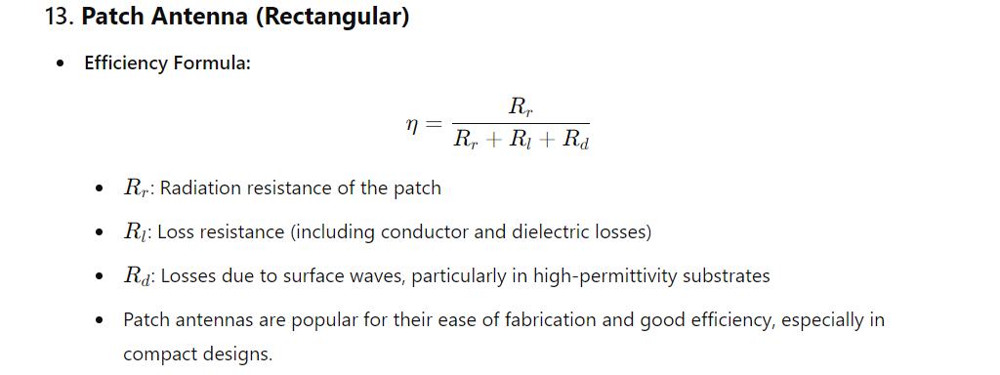 13. Patch Antenna (Rectangular)
• Efficiency Formula:
η = R_r / (R_r + R_l + R_d)
• R_r: Radiation resistance of the patch
• R_l: Loss resistance (including conductor and dielectric losses)
• R_d: Losses due to surface waves, particularly in high-permittivity substrates
• Patch antennas are popular for their ease of fabrication and good efficiency, especially in
compact designs.